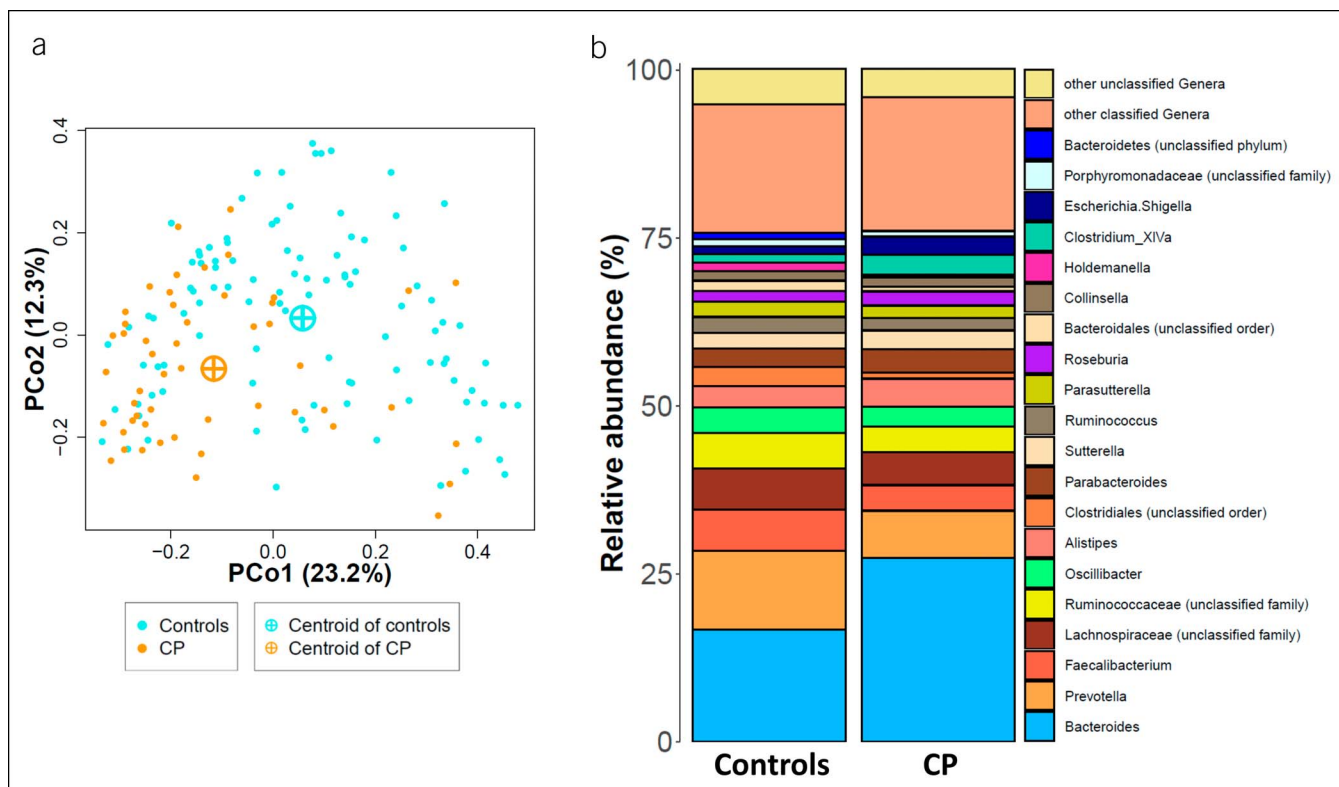 a
0.4
0.2
0.0
−0.2
PCo2 (12.3%)
−0.2
0.0
0.2
0.4
PCo1 (23.2%)
Controls
CP
Centroid of controls
Centroid of CP
b
100
75
50
25
0
Relative abundance (%)
Controls
CP
other unclassified Genera
other classified Genera
Bacteroidetes (unclassified phylum)
Porphyromonadaceae (unclassified family)
Escherichia.Shigella
Clostridium_XIVa
Holdemanella
Collinsella
Bacteroidales (unclassified order)
Roseburia
Parasutterella
Ruminococcus
Sutterella
Parabacteroides
Clostridiales (unclassified order)
Alistipes
Oscillibacter
Ruminococcaceae (unclassified family)
Lachnospiraceae (unclassified family)
Faecalibacterium
Prevotella
Bacteroides